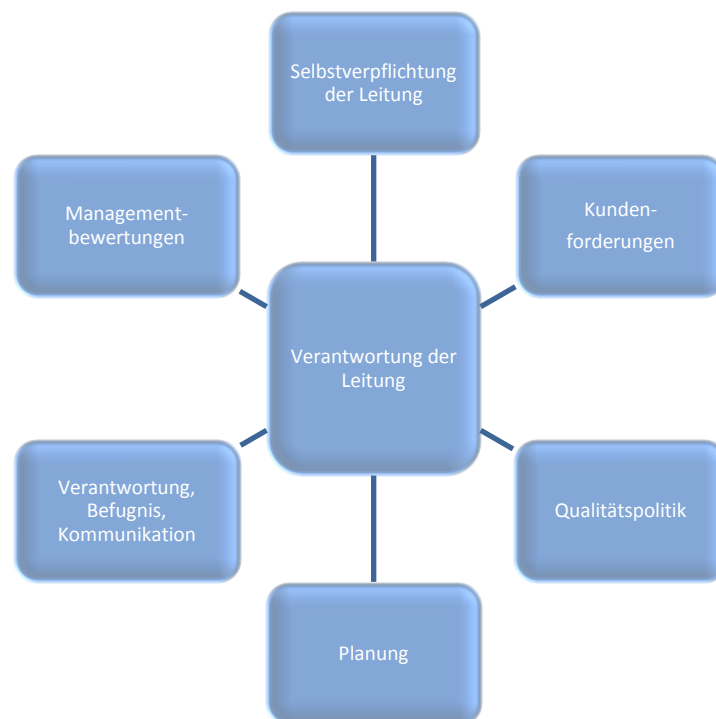 Selbstverpflichtung
der Leitung
Kunden-
forderungen
Qualitätspolitik
Planung
Verantwortung,
Befugnis,
Kommunikation
Management-
bewertungen
Verantwortung der
Leitung